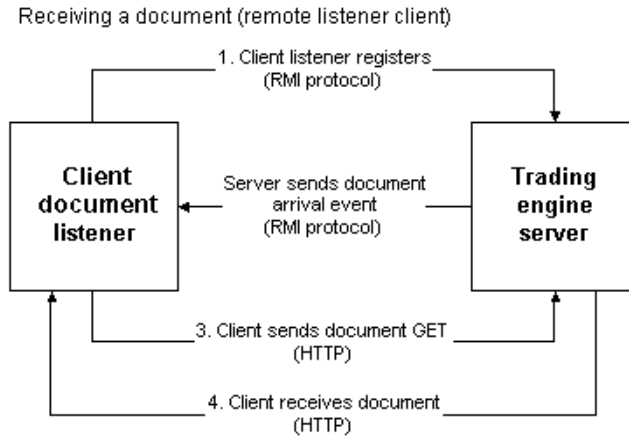 Receiving a document (remote listener client)
1. Client listener registers
(RMI protocol)
Client
document
listener
Server sends document
arrival event
(RMI protocol)
Trading
engine
server
3. Client sends document GET
(HTTP)
4. Client receives document
(HTTP)